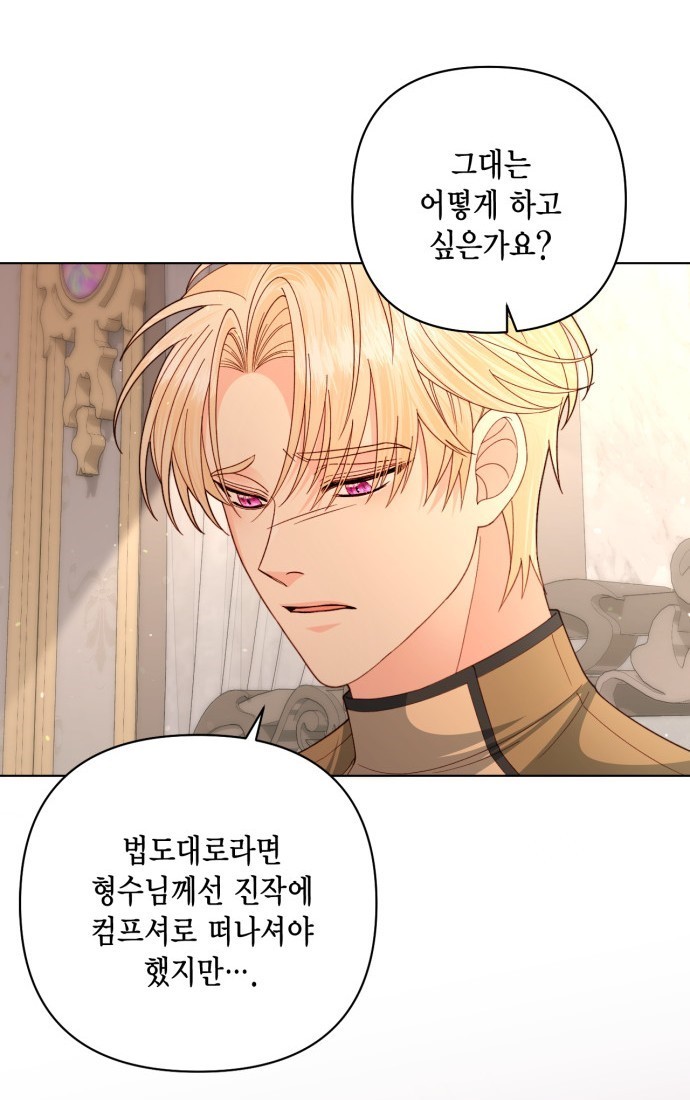 그대는
어떻게 하고
싶은가요?
법도대로라면
형수님께선 진작에
컴프셔로 떠나셔야
했지만….